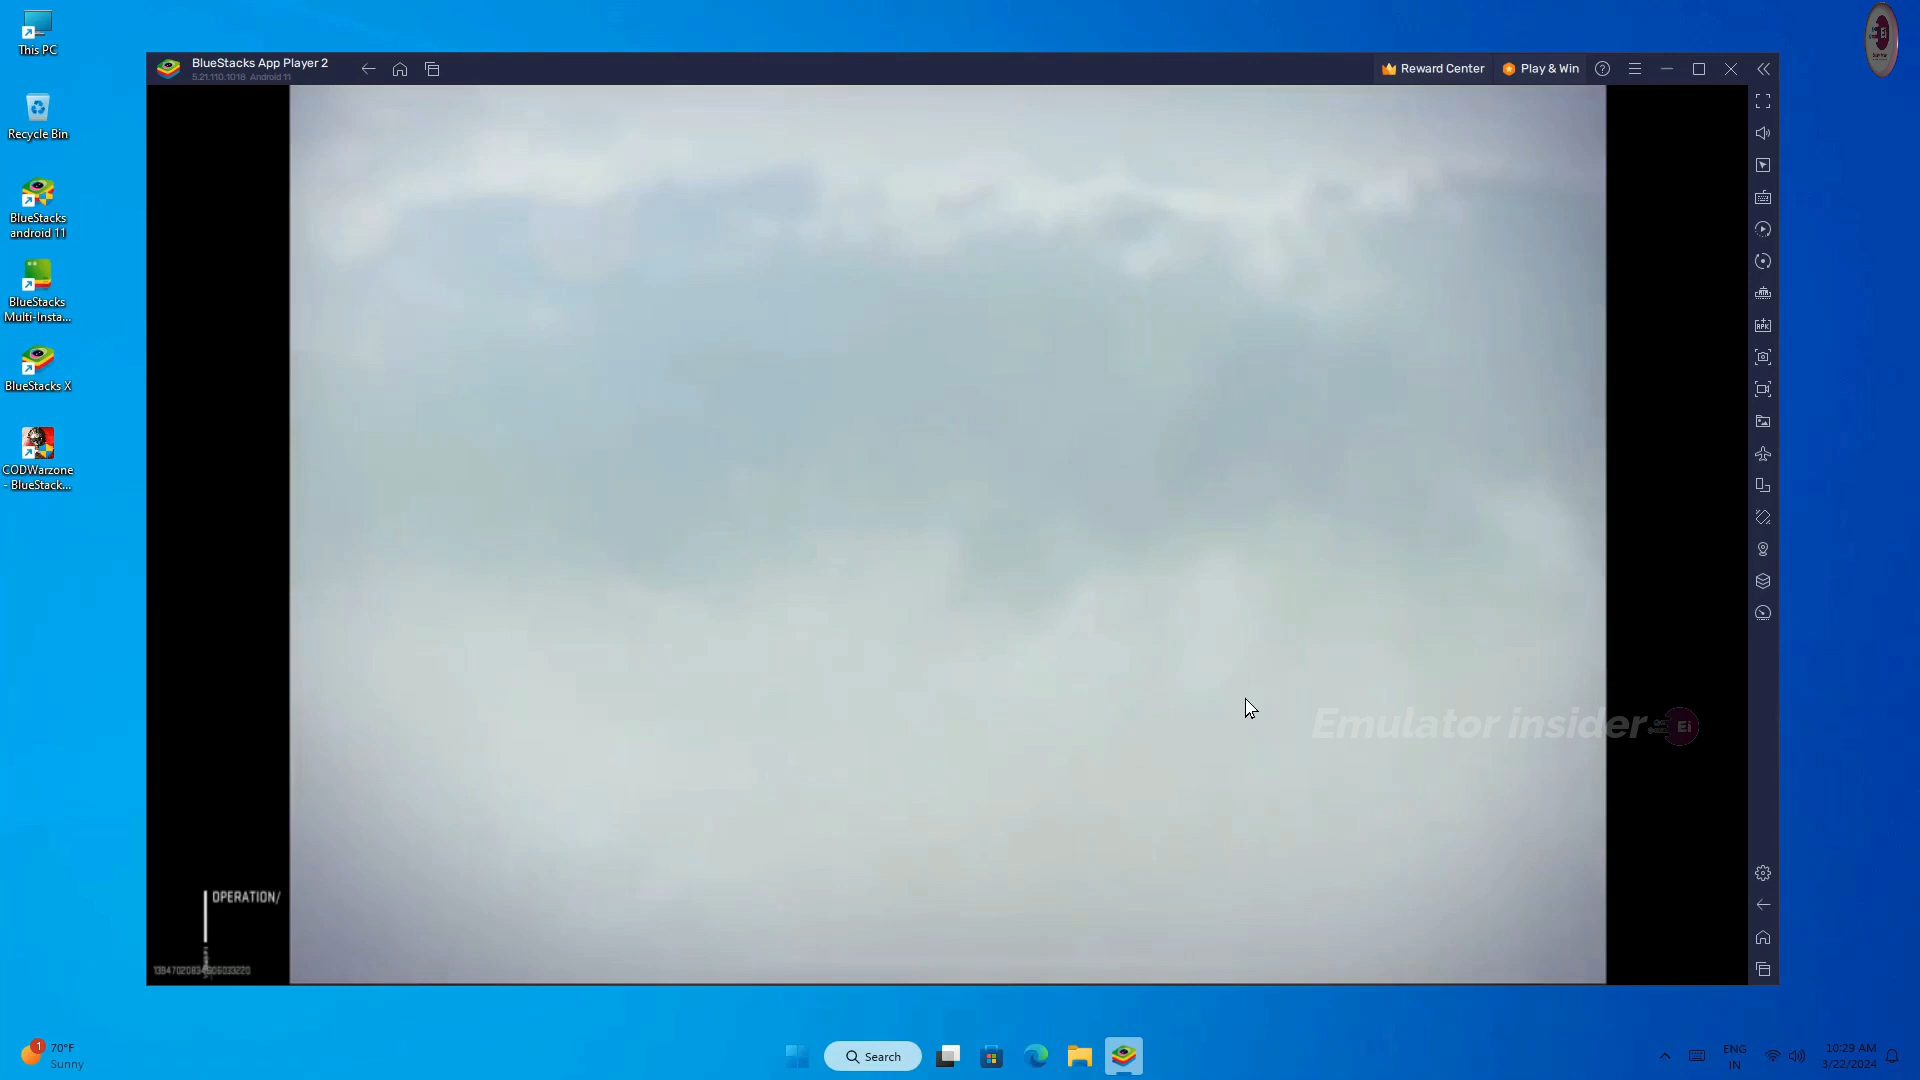 This PC
Recycle Bin
BlueStacks
android 11
BlueStacks
Multi-Insta...
BlueStacks X
CODWarzone
- BlueStack...
BlueStacks App Player 2
5.21.110.1018 Android 11
Reward Center
Play & Win
Emulator insider
Ei
OPERATION/
1
70°F
Sunny
Search
ENG
IN
10:29 AM
3/22/2024